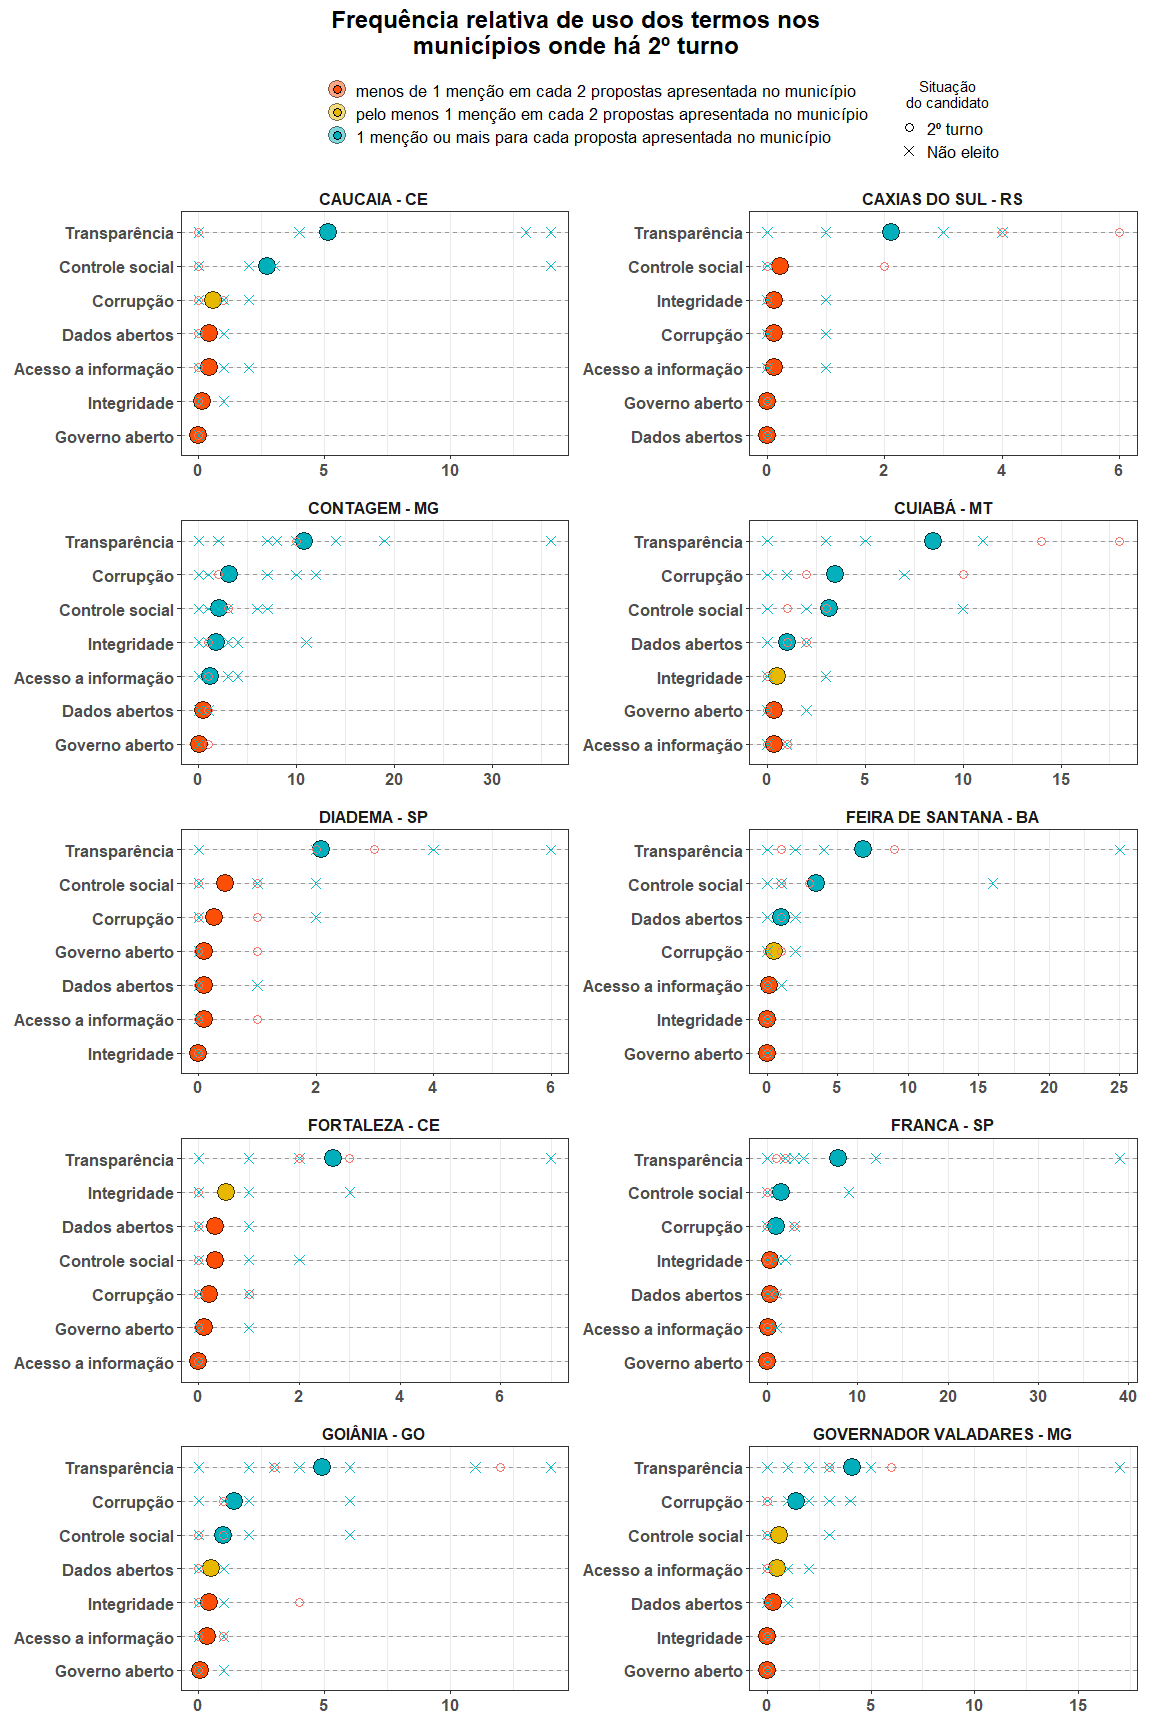 Frequência relativa de uso dos termos nos
municípios onde há 2º turno
menos de 1 menção em cada 2 propostas apresentada no município
pelo menos 1 menção em cada 2 propostas apresentada no município
1 menção ou mais para cada proposta apresentada no município
Situação
do candidato
2º turno
Não eleito
CAUCAIA - CE
Transparência
Controle social
Corrupção
Dados abertos
Acesso a informação
Integridade
Governo aberto
0 5 10
CAXIAS DO SUL - RS
Transparência
Controle social
Integridade
Corrupção
Acesso a informação
Governo aberto
Dados abertos
0 2 4 6
CONTAGEM - MG
Transparência
Corrupção
Controle social
Integridade
Acesso a informação
Dados abertos
Governo aberto
0 10 20 30
CUIABÁ - MT
Transparência
Corrupção
Controle social
Dados abertos
Integridade
Governo aberto
Acesso a informação
0 5 10 15
DIADEMA - SP
Transparência
Controle social
Corrupção
Governo aberto
Dados abertos
Acesso a informação
Integridade
0 2 4 6
FEIRA DE SANTANA - BA
Transparência
Controle social
Dados abertos
Corrupção
Acesso a informação
Integridade
Governo aberto
0 5 10 15 20 25
FORTALEZA - CE
Transparência
Integridade
Dados abertos
Controle social
Corrupção
Governo aberto
Acesso a informação
0 2 4 6
FRANCA - SP
Transparência
Controle social
Corrupção
Integridade
Dados abertos
Acesso a informação
Governo aberto
0 10 20 30 40
GOIÂNIA - GO
Transparência
Corrupção
Controle social
Dados abertos
Integridade
Acesso a informação
Governo aberto
0 5 10
GOVERNADOR VALADARES - MG
Transparência
Corrupção
Controle social
Acesso a informação
Dados abertos
Integridade
Governo aberto
0 5 10 15